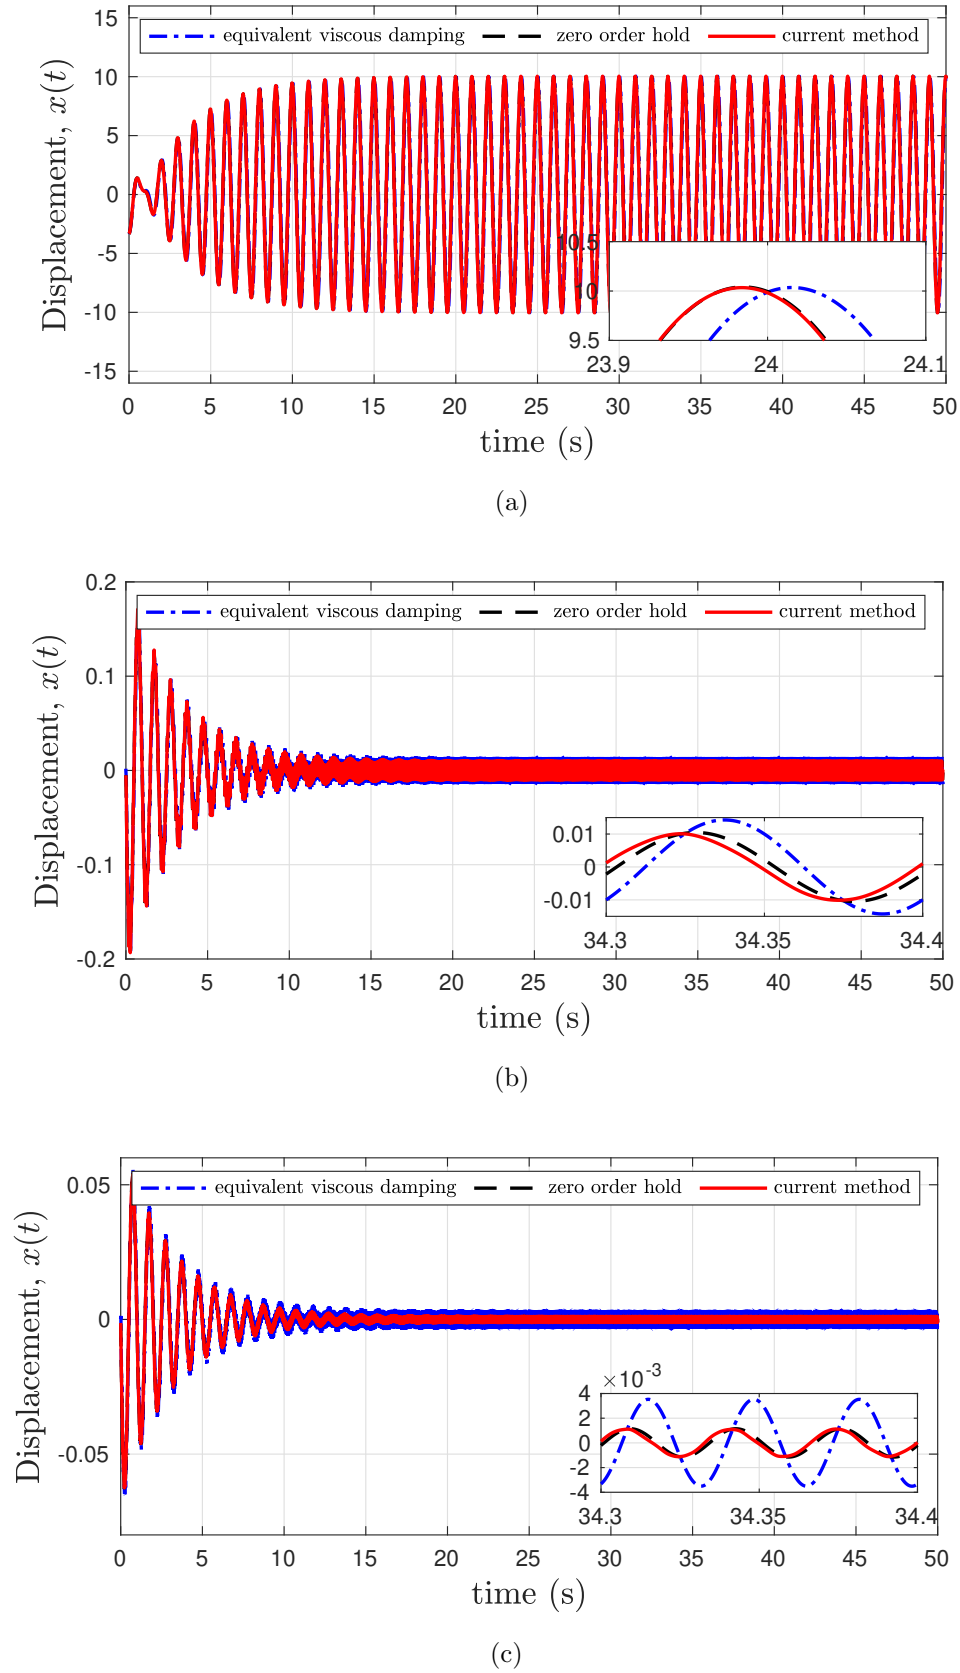 equivalent viscous damping zero order hold current method
Displacement, x(t)
15
10
5
0
-5
-10
-15
10.5
10
9.5
23.9 24 24.1
0 5 10 15 20 25 30 35 40 45 50
time (s)
(a)
equivalent viscous damping zero order hold current method
Displacement, x(t)
0.2
0.1
0
-0.1
-0.2
0.01
0
-0.01
34.3 34.35 34.4
0 5 10 15 20 25 30 35 40 45 50
time (s)
(b)
equivalent viscous damping zero order hold current method
Displacement, x(t)
0.05
0
-0.05
×10⁻³
4
2
0
-2
-4
34.3 34.35 34.4
0 5 10 15 20 25 30 35 40 45 50
time (s)
(c)